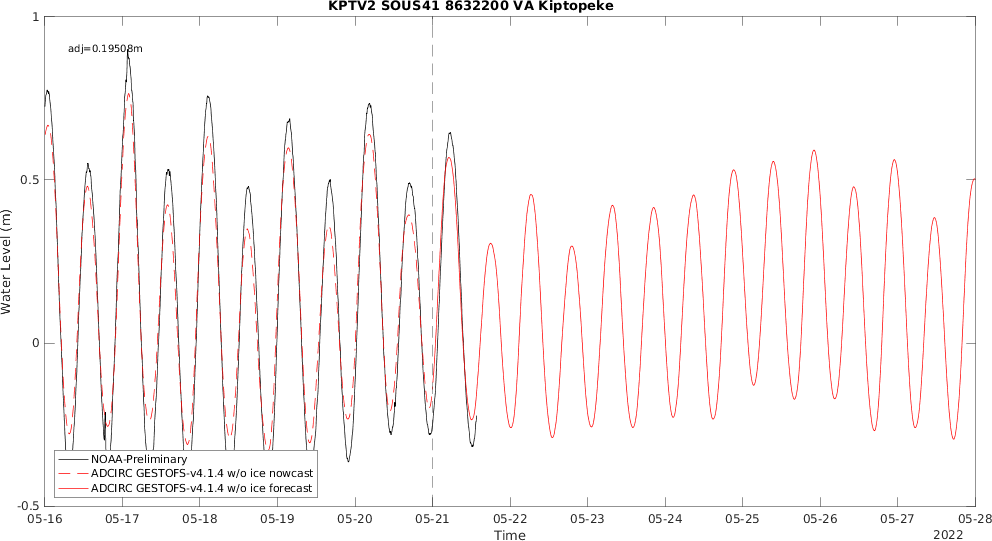 KPTV2 SOUS41 8632200 VA Kiptopeke
adj=0.19508m
Water Level (m)
1
0.5
0
-0.5
NOAA-Preliminary
ADCIRC GESTOFS-v4.1.4 w/o ice nowcast
ADCIRC GESTOFS-v4.1.4 w/o ice forecast
05-16 05-17 05-18 05-19 05-20 05-21 05-22 05-23 05-24 05-25 05-26 05-27 05-28
Time
2022